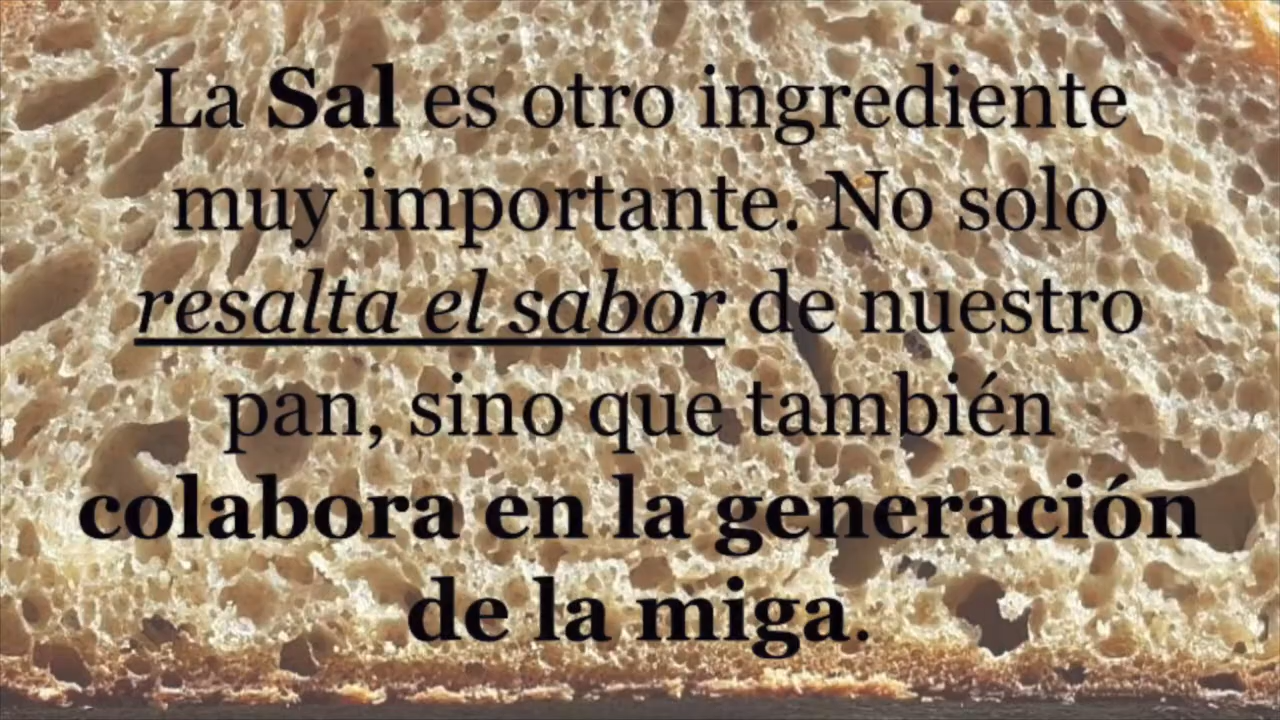 La Sal es otro ingrediente
muy importante. No solo
resalta el sabor de nuestro
pan, sino que también
colabora en la generación
de la miga.